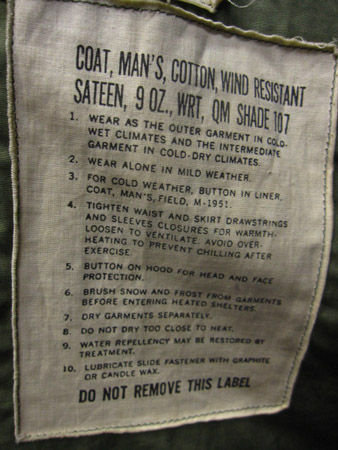 COAT, MAN'S, COTTON, WIND RESISTANT
SATEEN, 9 OZ., WRT, QM SHADE 107
1. WEAR AS THE OUTER GARMENT IN COLD-
WET CLIMATES AND THE INTERMEDIATE
GARMENT IN COLD-DRY CLIMATES.
2. WEAR ALONE IN MILD WEATHER.
3. FOR COLD WEATHER, BUTTON IN LINER,
COAT, MAN'S, FIELD, M-1951.
4. TIGHTEN WAIST AND SKIRT DRAWSTRINGS
AND SLEEVES CLOSURES FOR WARMTH-
LOOSEN TO VENTILATE. AVOID OVER-
HEATING TO PREVENT CHILLING AFTER
EXERCISE.
5. BUTTON ON HOOD FOR HEAD AND FACE
PROTECTION.
6. BRUSH SNOW AND FROST FROM GARMENTS
BEFORE ENTERING HEATED SHELTERS.
7. DRY GARMENTS SEPARATELY.
8. DO NOT DRY TOO CLOSE TO HEAT.
9. WATER REPELLENCY MAY BE RESTORED BY
TREATMENT.
10. LUBRICATE SLIDE FASTENER WITH GRAPHITE
OR CANDLE WAX.
DO NOT REMOVE THIS LABEL